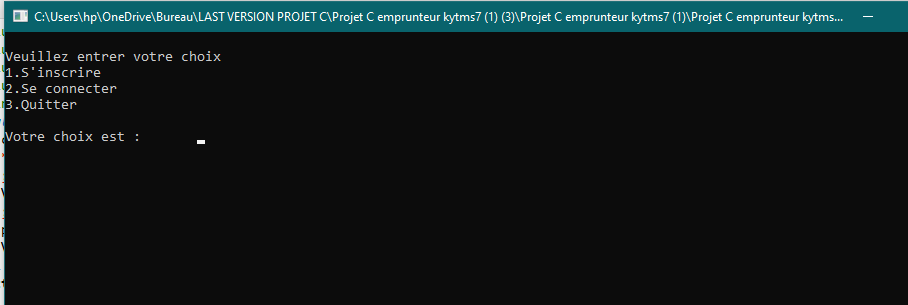 C:\Users\hp\OneDrive\Bureau\LAST VERSION PROJET C\Projet C emprunteur kytms7 (1) (3)\Projet C emprunteur kytms7 (1)\Projet C emprunteur kytms...
Veuillez entrer votre choix
1.S'inscrire
2.Se connecter
3.Quitter
Votre choix est :